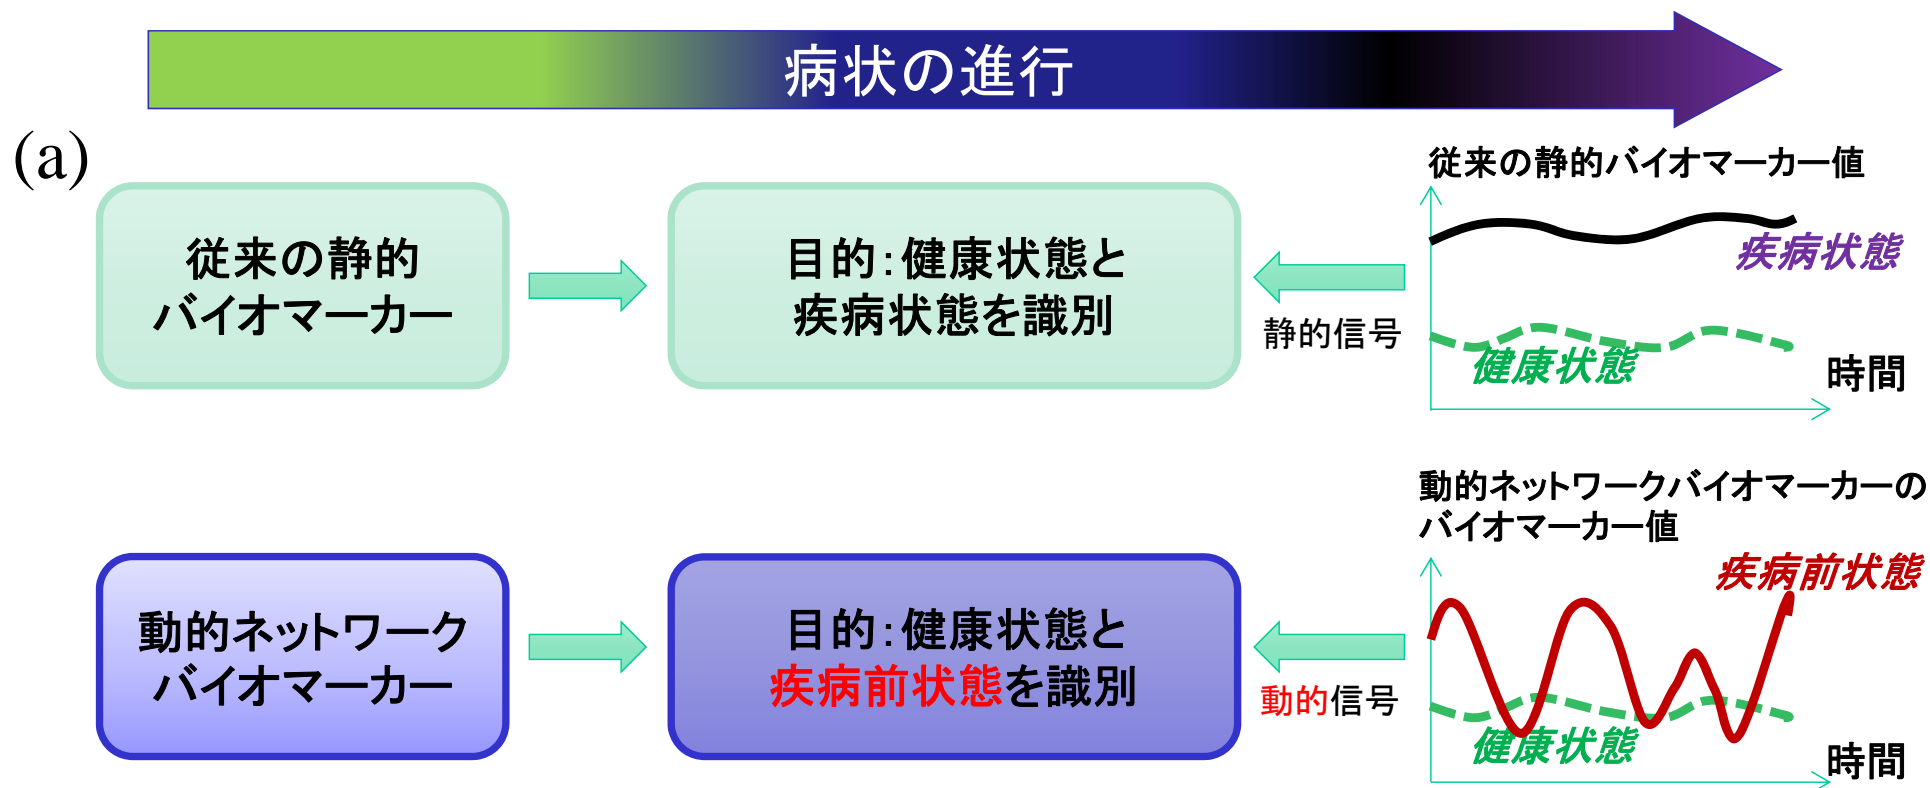 病状の進行
(a)
従来の静的
バイオマーカー
目的：健康状態と
疾病状態を識別
静的信号
従来の静的バイオマーカー値
疾病状態
健康状態
時間
動的ネットワーク
バイオマーカー
目的：健康状態と
疾病前状態を識別
動的信号
動的ネットワークバイオマーカーの
バイオマーカー値
疾病前状態
健康状態
時間